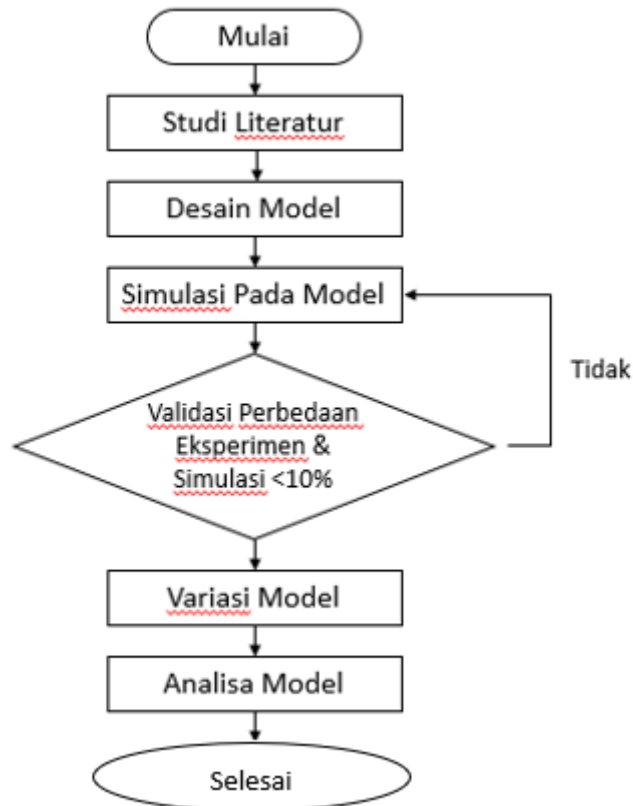 Mulai
Studi Literatur
Desain Model
Simulasi Pada Model
Tidak
Validasi Perbedaan
Eksperimen &
Simulasi <10%
Variasi Model
Analisa Model
Selesai